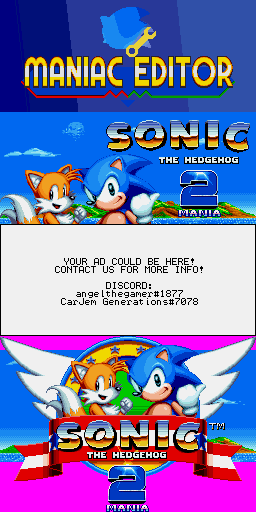 MANIAC EDITOR
SONIC
THE HEDGEHOG
2
MANIA
YOUR AD COULD BE HERE!
CONTACT US FOR MORE INFO!
DISCORD:
angelthegamer#1877
CarJem Generations#7078
SONIC
TM
THE HEDGEHOG
2
MANIA